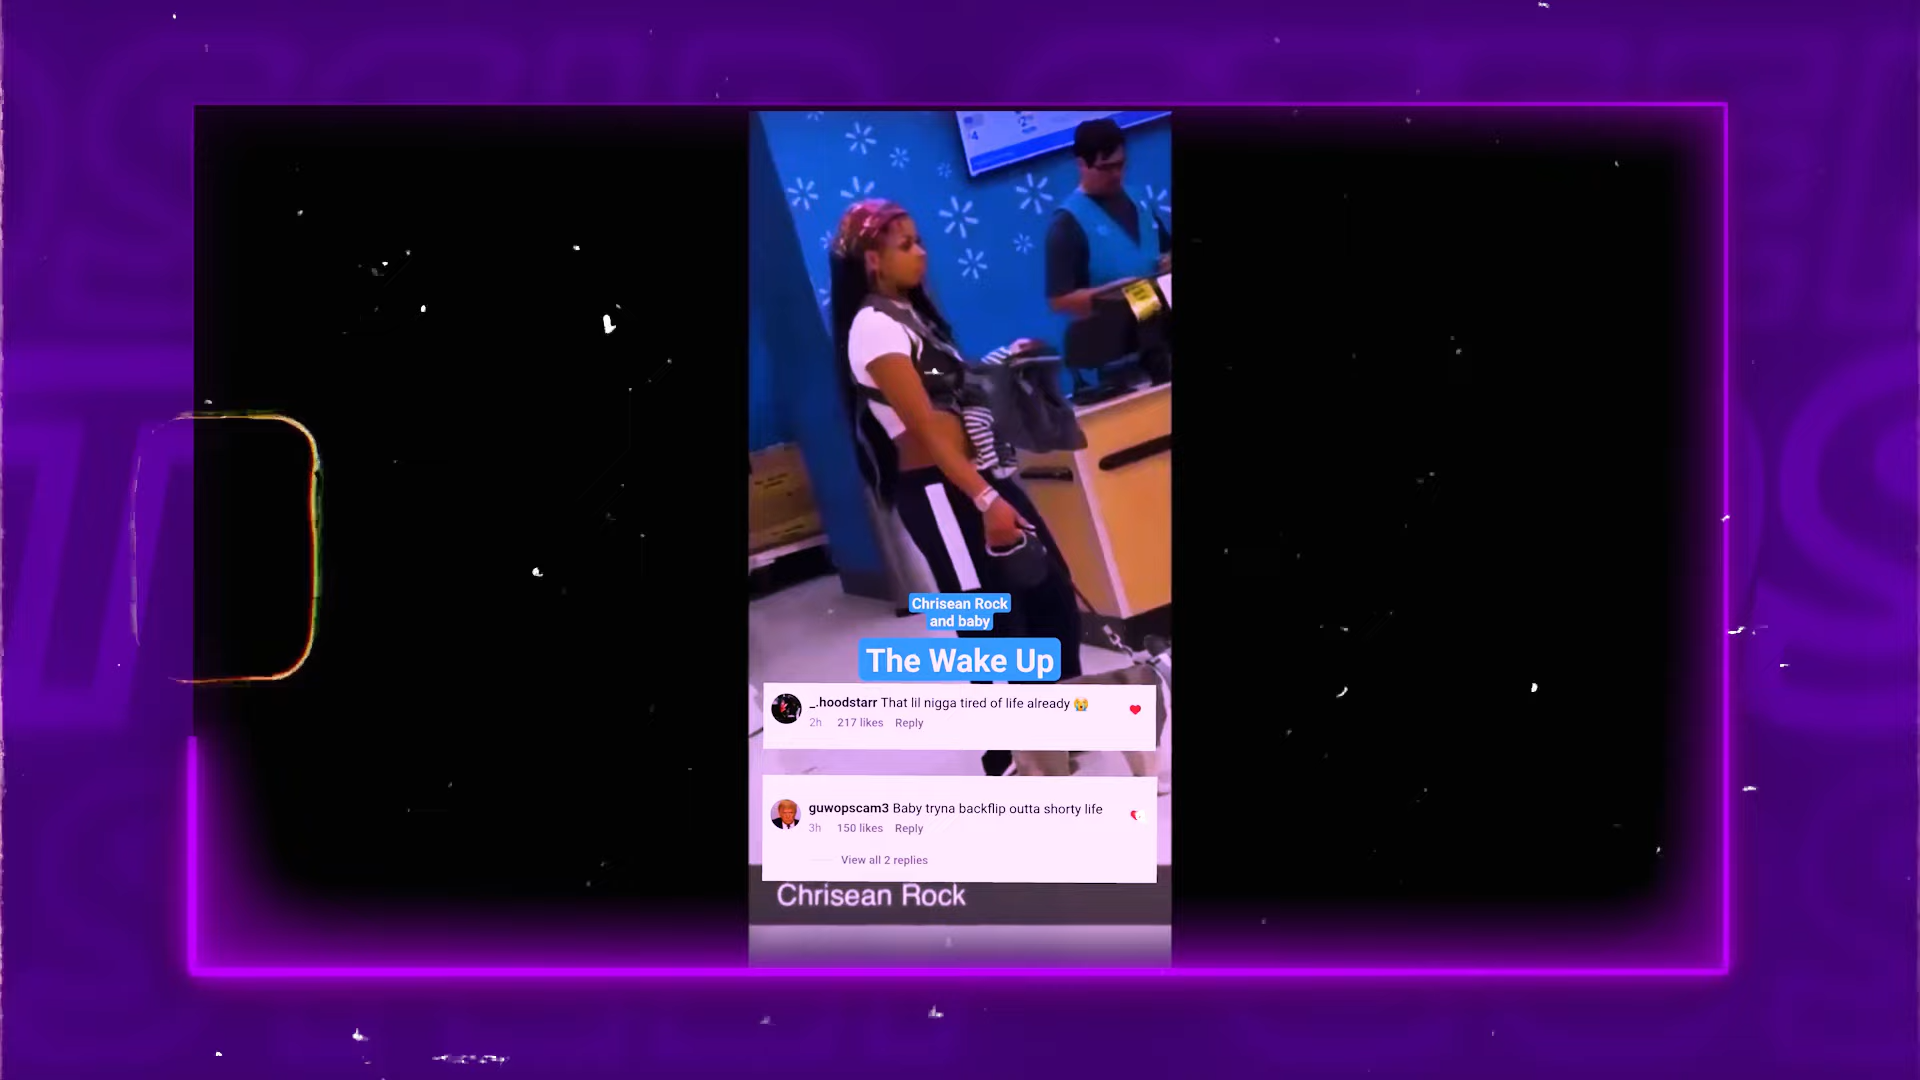 Chrisean Rock
and baby
The Wake Up
_.hoodstarr That lil nigga tired of life already 😭
2h 217 likes Reply
guwopscam3 Baby tryna backflip outta shorty life
3h 150 likes Reply
View all 2 replies
Chrisean Rock